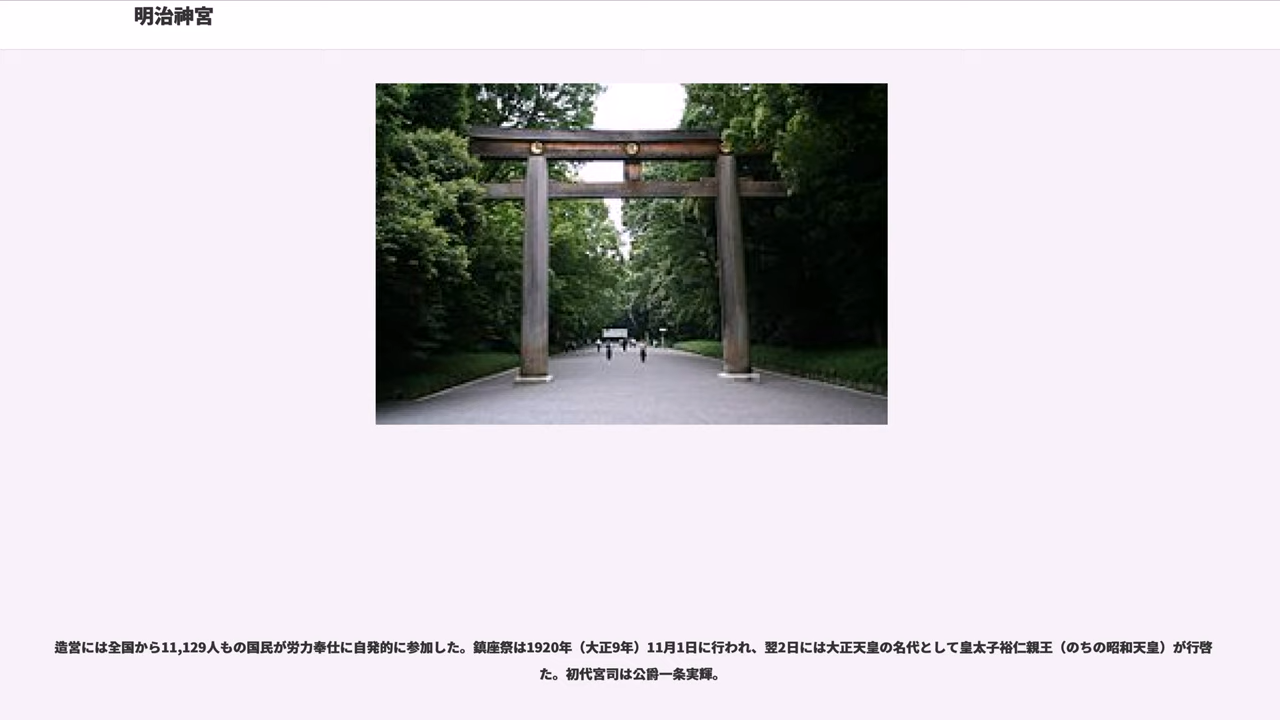 明治神宮
造営には全国から11,129人もの国民が労力奉仕に自発的に参加した。鎮座祭は1920年（大正9年）11月1日に行われ、翌2日には大正天皇の名代として皇太子裕仁親王（のちの昭和天皇）が行啓
た。初代宮司は公爵一条実輝。